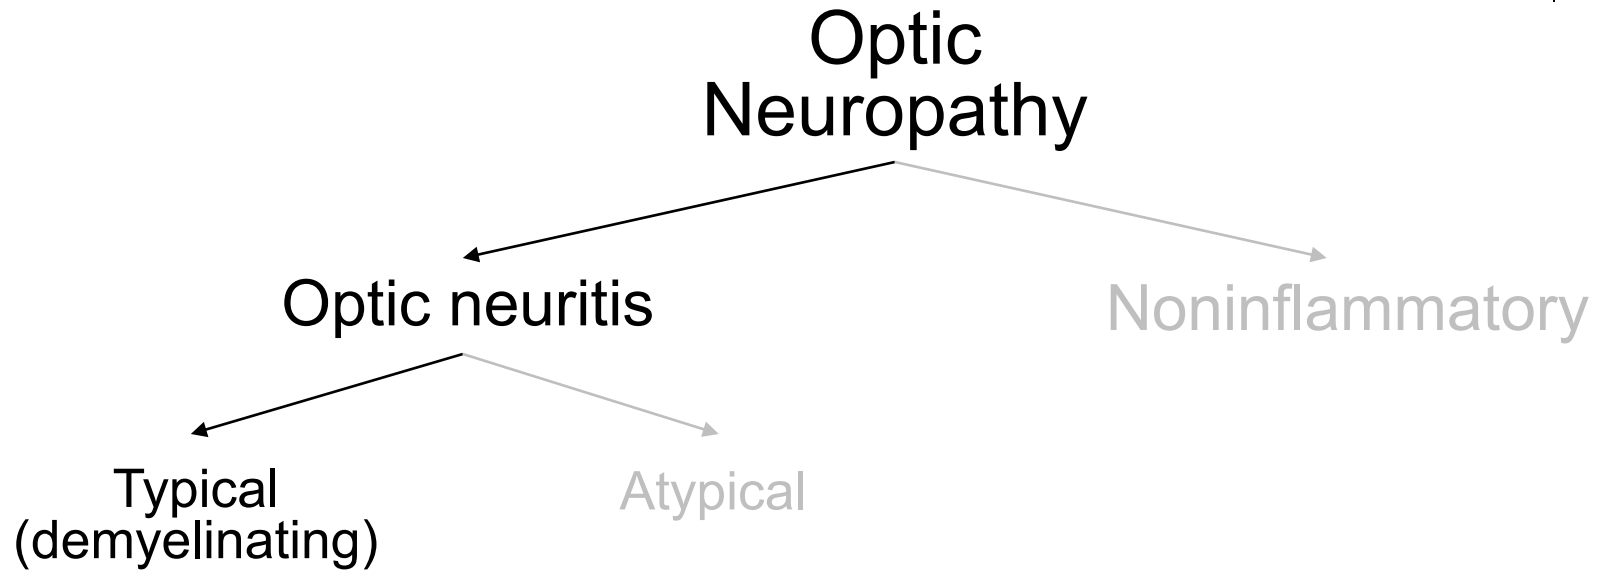 Optic
Neuropathy
Optic neuritis
Noninflammatory
Typical
(demyelinating)
Atypical